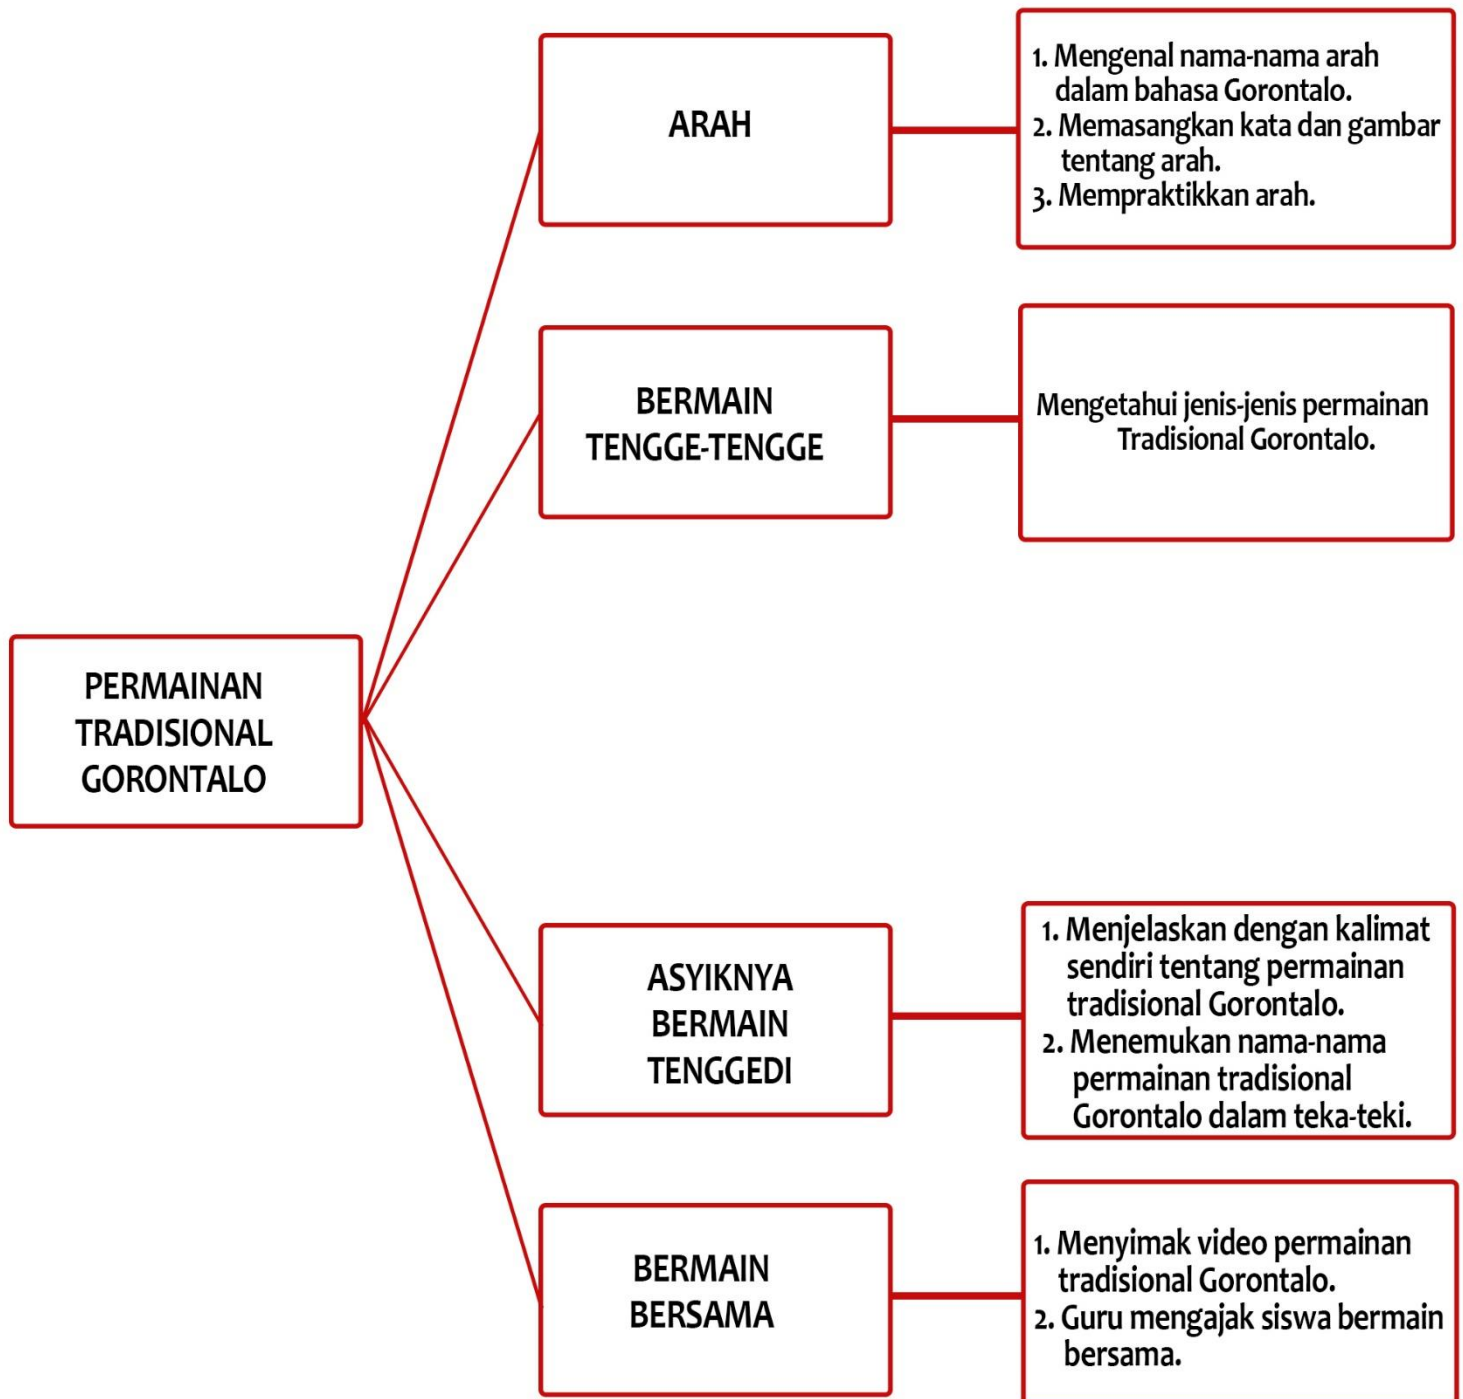 ARAH
1. Mengenal nama-nama arah
dalam bahasa Gorontalo.
2. Memasangkan kata dan gambar
tentang arah.
3. Mempraktikkan arah.
BERMAIN
TENGGE-TENGGE
Mengetahui jenis-jenis permainan
Tradisional Gorontalo.
PERMAINAN
TRADISIONAL
GORONTALO
ASYIKNYA
BERMAIN
TENGGEDI
1. Menjelaskan dengan kalimat
sendiri tentang permainan
tradisional Gorontalo.
2. Menemukan nama-nama
permainan tradisional
Gorontalo dalam teka-teki.
BERMAIN
BERSAMA
1. Menyimak video permainan
tradisional Gorontalo.
2. Guru mengajak siswa bermain
bersama.